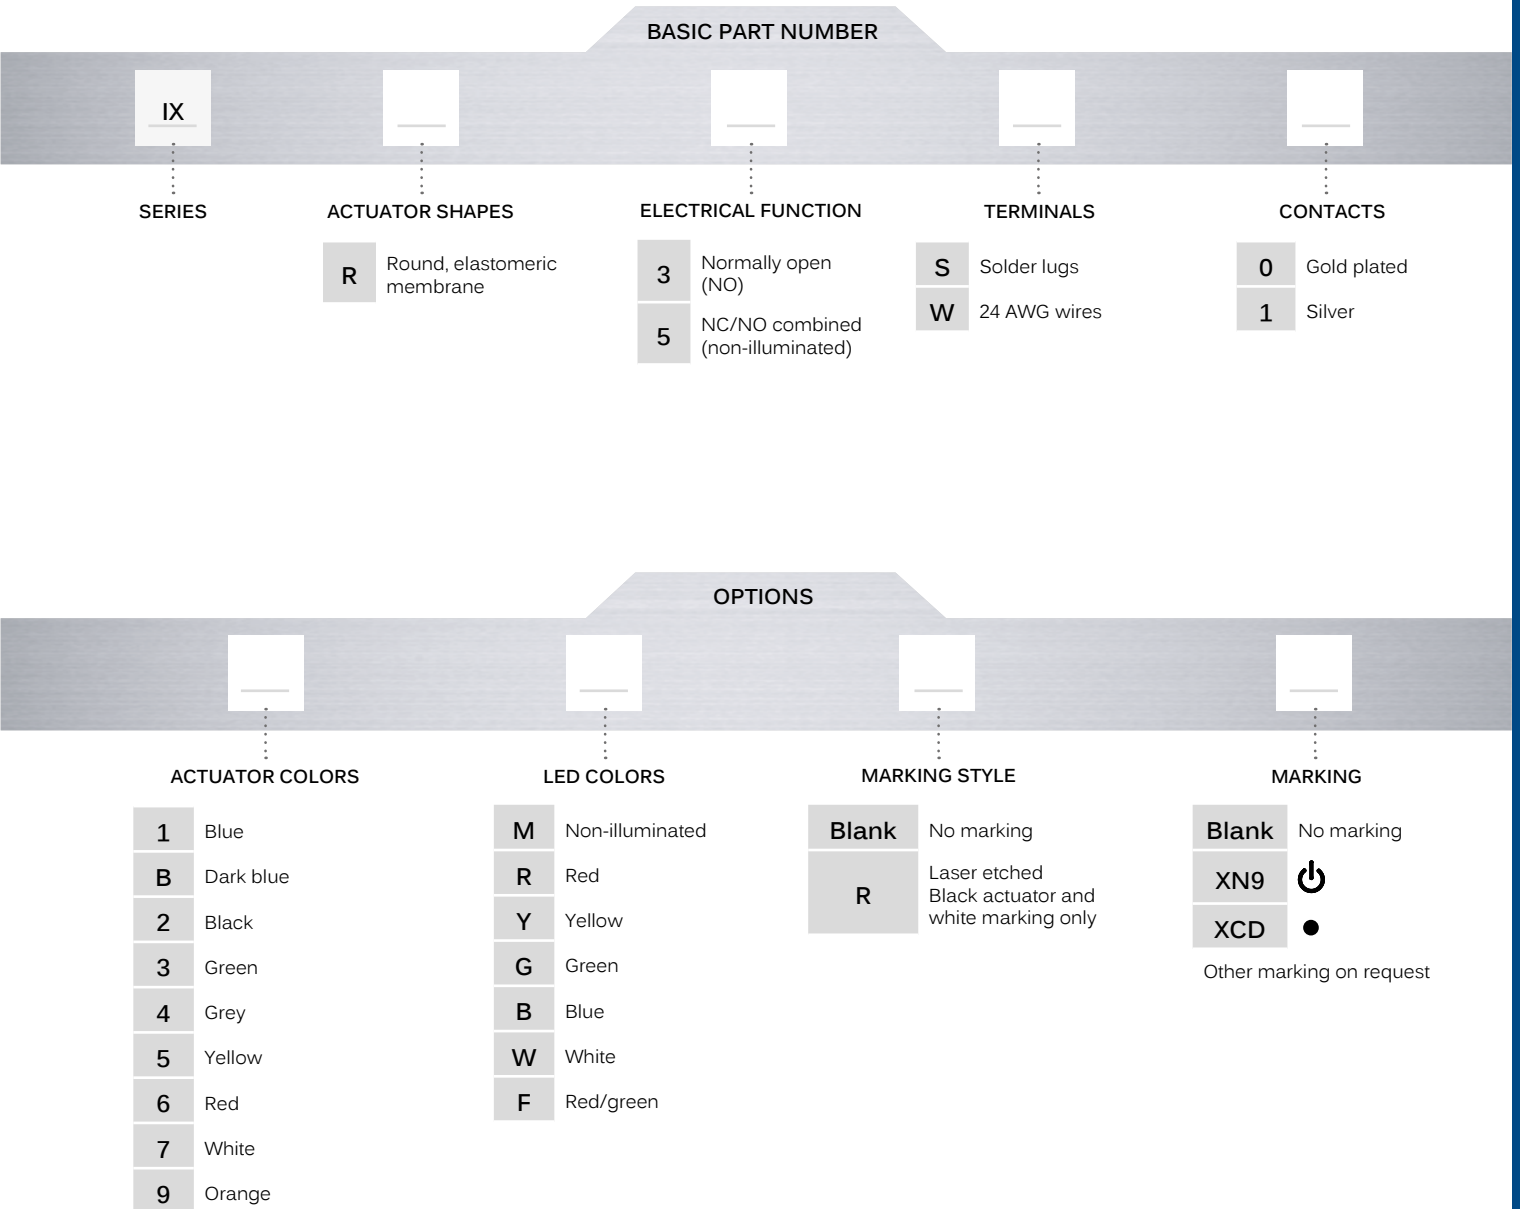 BASIC PART NUMBER
IX
SERIES
ACTUATOR SHAPES
R Round, elastomeric
membrane
ELECTRICAL FUNCTION
3 Normally open
(NO)
5 NC/NO combined
(non-illuminated)
TERMINALS
S Solder lugs
W 24 AWG wires
CONTACTS
0 Gold plated
1 Silver
OPTIONS
ACTUATOR COLORS
1 Blue
B Dark blue
2 Black
3 Green
4 Grey
5 Yellow
6 Red
7 White
9 Orange
LED COLORS
M Non-illuminated
R Red
Y Yellow
G Green
B Blue
W White
F Red/green
MARKING STYLE
Blank No marking
R Laser etched
Black actuator and
white marking only
MARKING
Blank No marking
XN9
XCD
Other marking on request